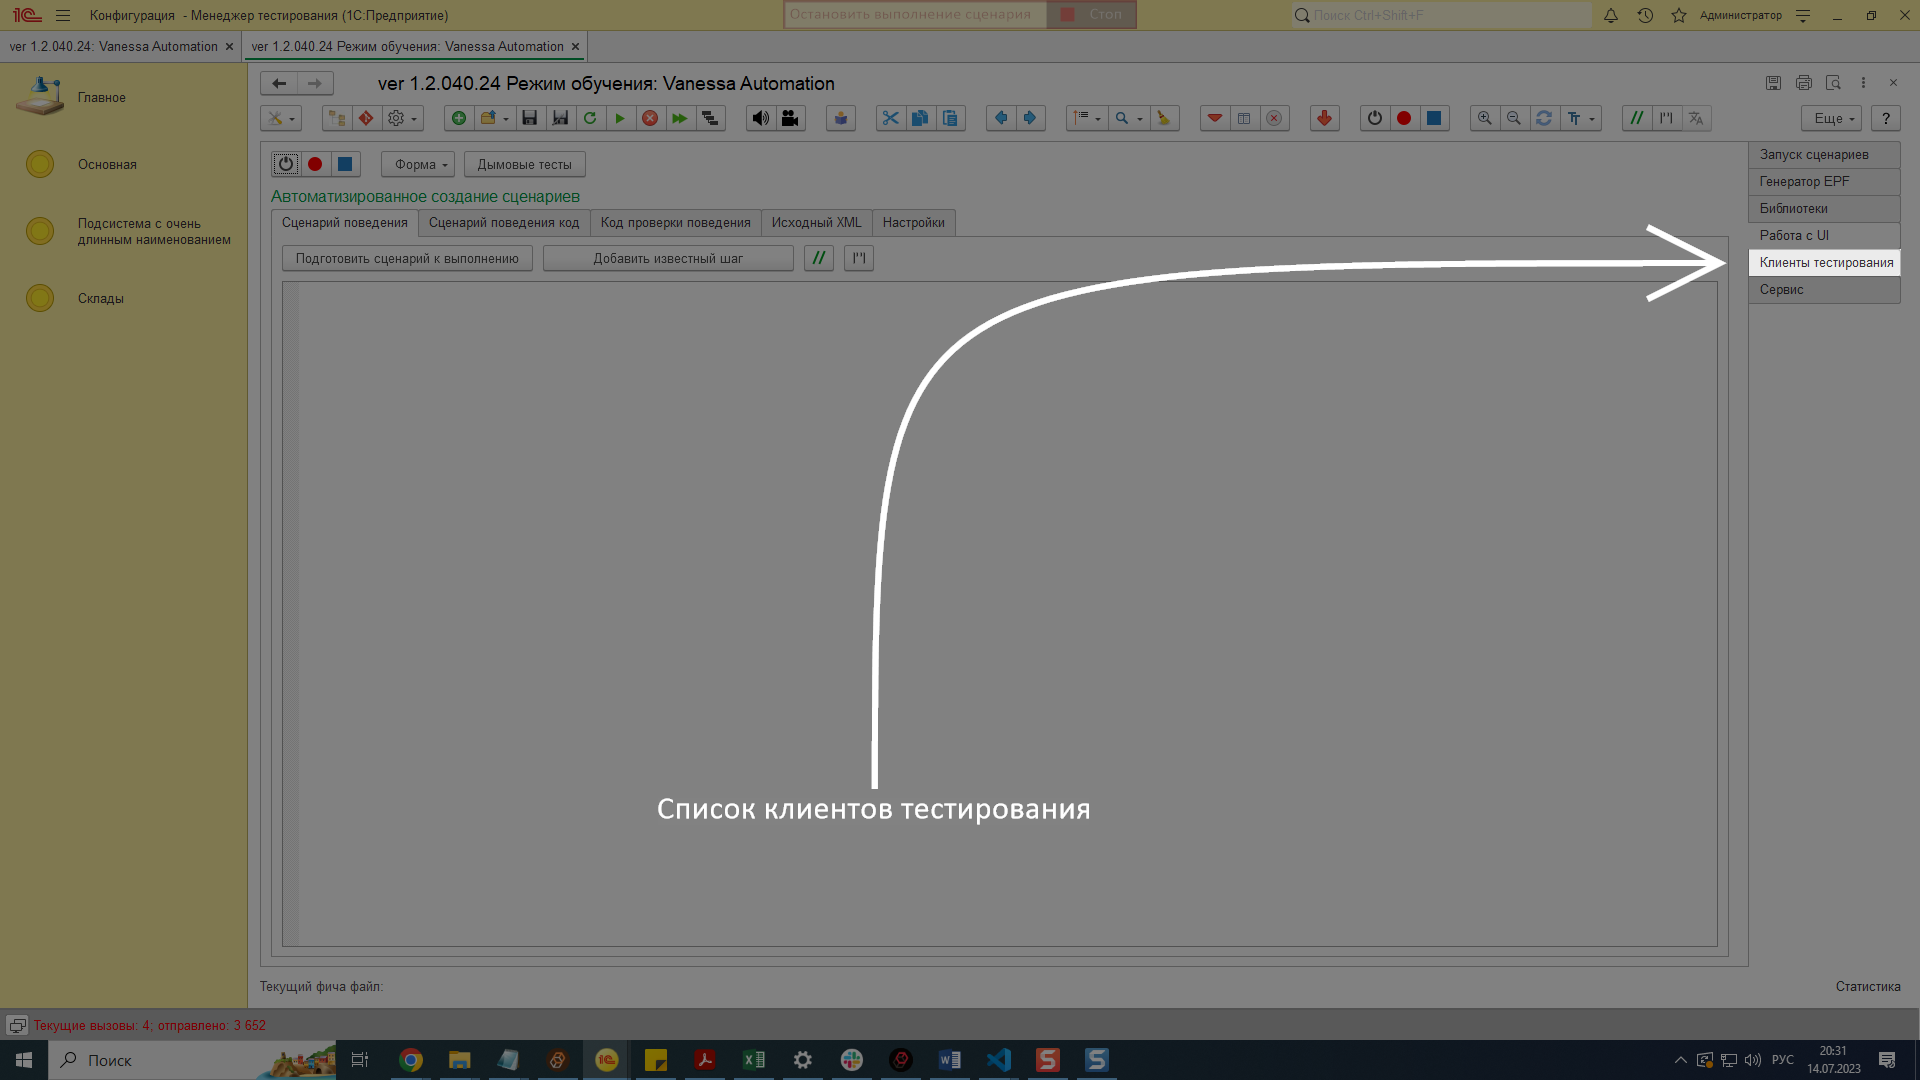 Конфигурация - Менеджер тестирования (1С:Предприятие)
Остановить выполнение сценария
Стоп
Поиск Ctrl+Shift+F
Администратор
ver 1.2.040.24: Vanessa Automation
ver 1.2.040.24 Режим обучения: Vanessa Automation
Главное
Основная
Подсистема с очень
длинным наименованием
Склады
ver 1.2.040.24 Режим обучения: Vanessa Automation
Еще
?
Форма
Дымовые тесты
Автоматизированное создание сценариев
Сценарий поведения
Сценарий поведения код
Код проверки поведения
Исходный XML
Настройки
Подготовить сценарий к выполнению
Добавить известный шаг
Запуск сценариев
Генератор EPF
Библиотеки
Работа с UI
Клиенты тестирования
Сервис
Список клиентов тестирования
Текущий фича файл:
Статистика
Текущие вызовы: 4; отправлено: 3 652
Поиск
РУС
20:31
14.07.2023